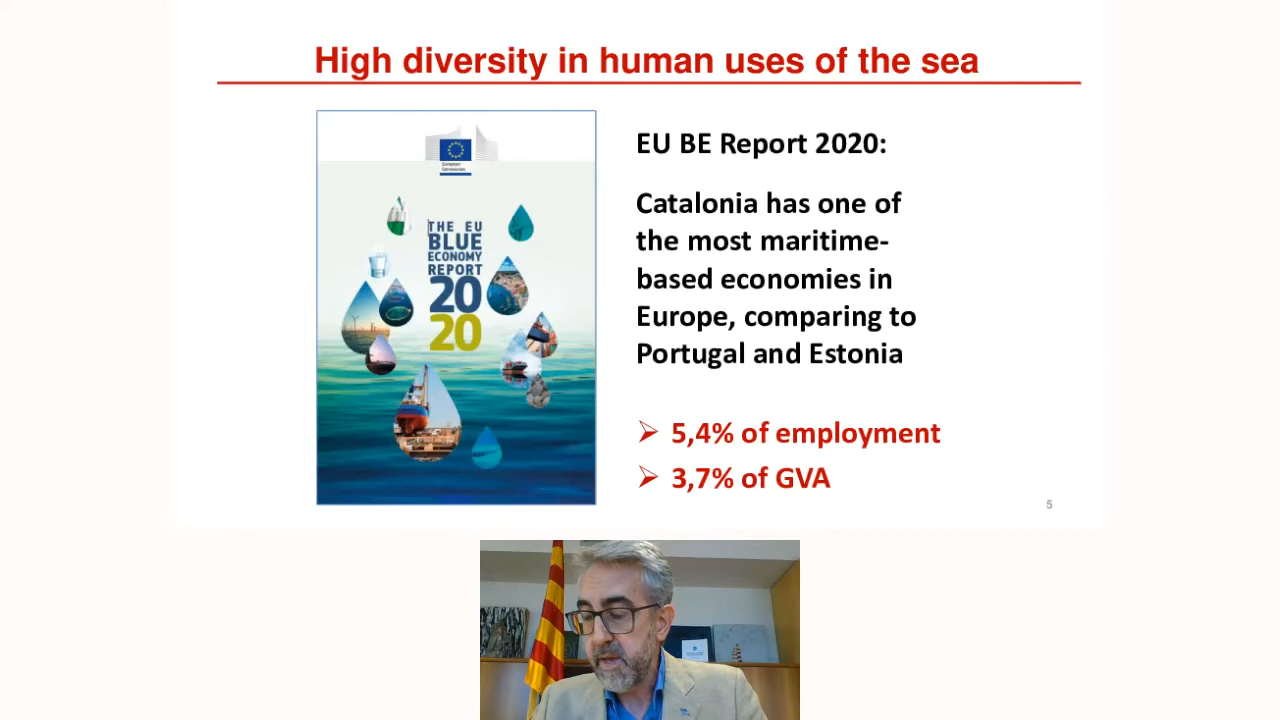 High diversity in human uses of the sea
European
Commission
THE EU
BLUE
ECONOMY
REPORT
20
20
EU BE Report 2020:
Catalonia has one of
the most maritime-
based economies in
Europe, comparing to
Portugal and Estonia
➢ 5,4% of employment
➢ 3,7% of GVA
5